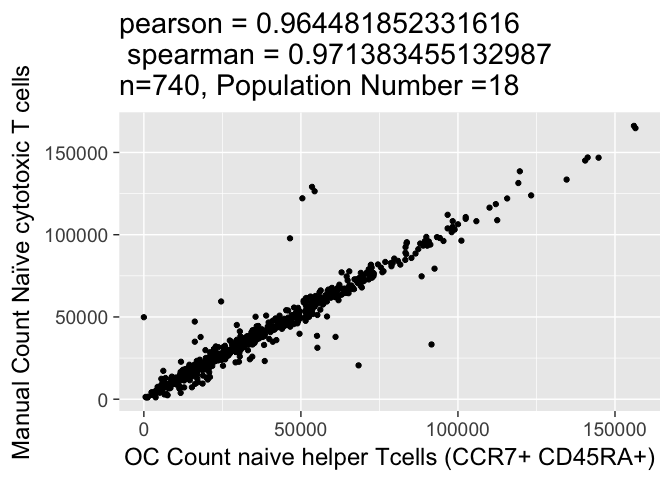 pearson = 0.964481852331616
spearman = 0.971383455132987
n=740, Population Number =18
Manual Count Naïve cytotoxic T cells
150000
100000
50000
0
0 50000 100000 150000
OC Count naive helper Tcells (CCR7+ CD45RA+)